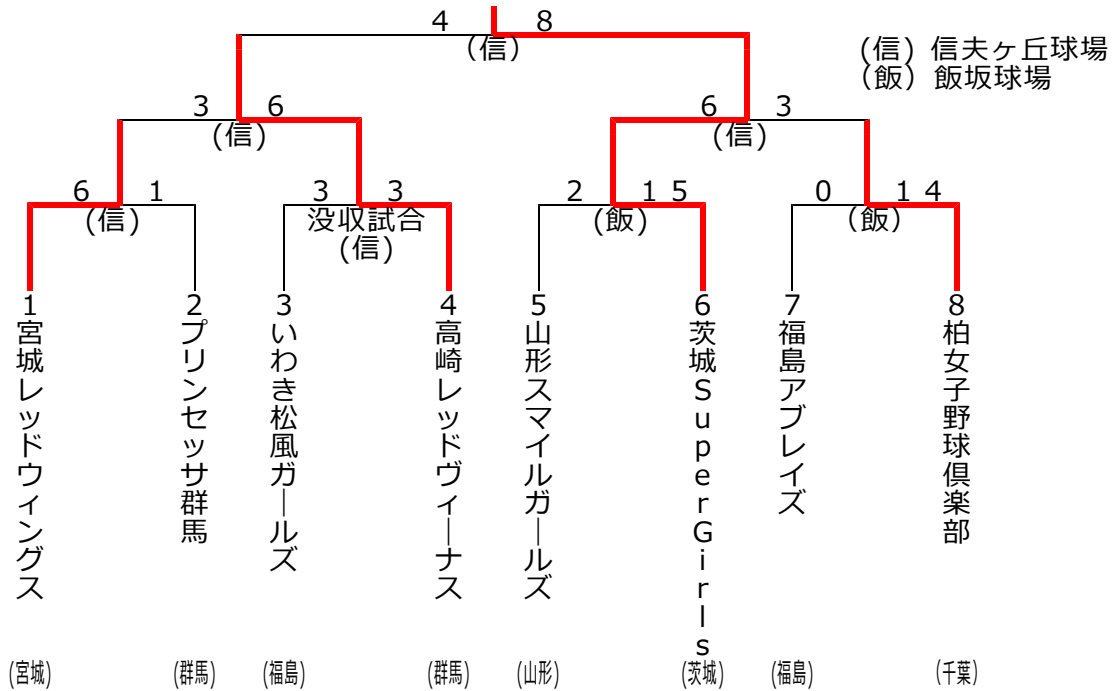 4 8
(信)
(信) 信夫ヶ丘球場
(飯) 飯坂球場
3 6
(信)
6 3
(信)
6 1
(信)
3 3
没収試合
(信)
2 15
(飯)
0 14
(飯)
1 宮城レッドウィングス
2 プリンセッサ群馬
3 いわき松風ガールズ
4 高崎レッドヴィーナス
5 山形スマイルガールズ
6 茨城SuperGirls
7 福島アブレイズ
8 柏女子野球倶楽部
(宮城)
(群馬)
(福島)
(群馬)
(山形)
(茨城)
(福島)
(千葉)